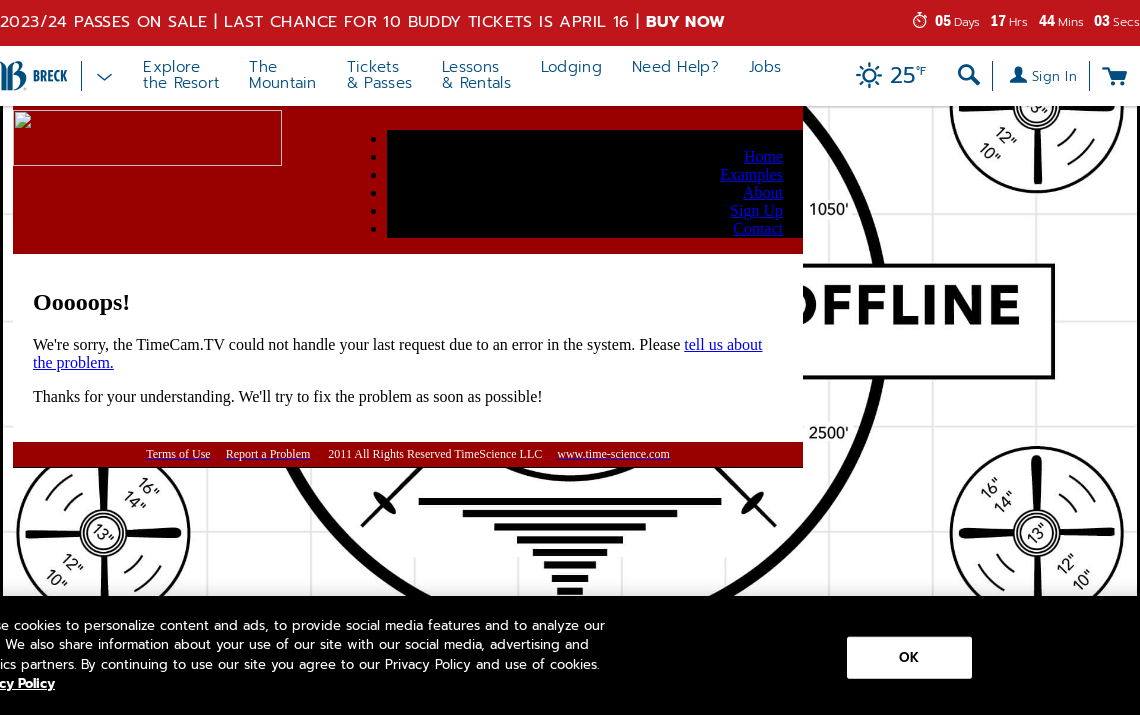 2023/24 PASSES ON SALE | LAST CHANCE FOR 10 BUDDY TICKETS IS APRIL 16 | BUY NOW
05 Days 17 Hrs 44 Mins 03 Secs
BRECK
Explore the Resort
The Mountain
Tickets & Passes
Lessons & Rentals
Lodging
Need Help?
Jobs
25°F
Sign In
Home
Examples
About
Sign Up
Contact
12"
10"
1050'
OFFLINE
Ooooops!
We're sorry, the TimeCam.TV could not handle your last request due to an error in the system. Please tell us about
the problem.
Thanks for your understanding. We'll try to fix the problem as soon as possible!
2500'
Terms of Use Report a Problem 2011 All Rights Reserved TimeScience LLC www.time-science.com
16"
14"
13"
12"
10"
16"
14"
13"
12"
10"
cookies to personalize content and ads, to provide social media features and to analyze our
We also share information about your use of our site with our social media, advertising and
partners. By continuing to use our site you agree to our Privacy Policy and use of cookies.
Policy
OK